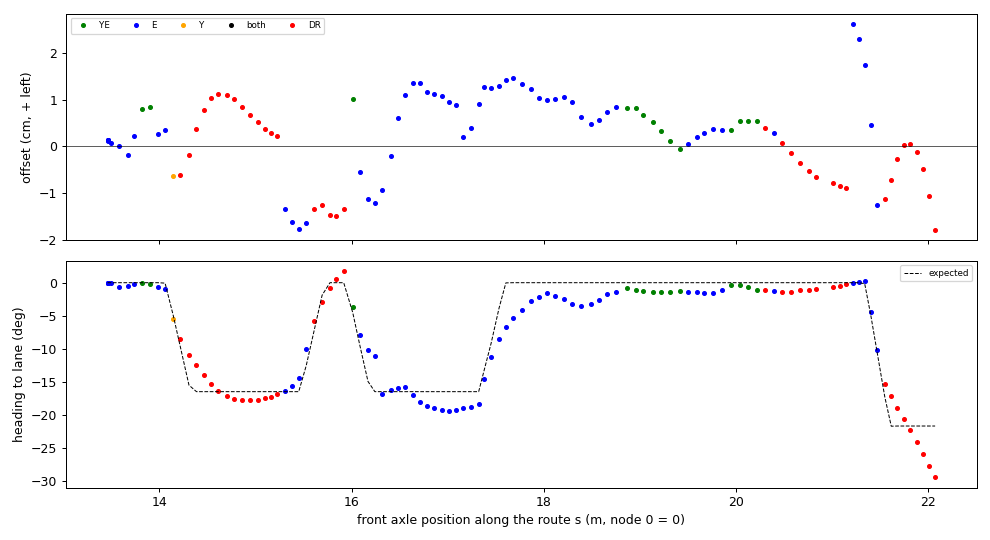 YE E Y both DR
offset (cm, + left)
2
1
0
−1
−2
expected
heading to lane (deg)
0
−5
−10
−15
−20
−25
−30
14 16 18 20 22
front axle position along the route s (m, node 0 = 0)